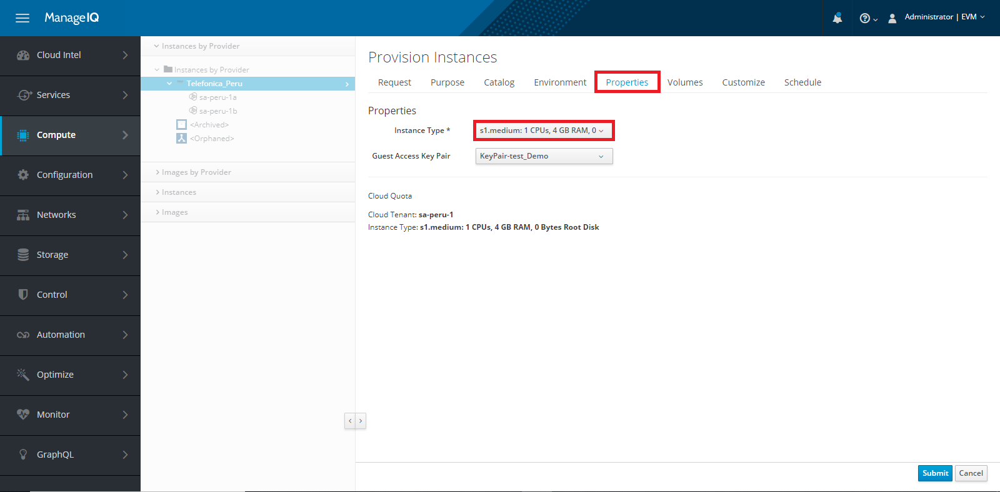 ManageIQ
Administrator | EVM
Cloud Intel
Services
Compute
Configuration
Networks
Storage
Control
Automation
Optimize
Monitor
GraphQL
Instances by Provider
Instances by Provider
Telefonica_Peru
sa-peru-1a
sa-peru-1b
<Archived>
<Orphaned>
Images by Provider
Instances
Images
Provision Instances
Request Purpose Catalog Environment Properties Volumes Customize Schedule
Properties
Instance Type * s1.medium: 1 CPUs, 4 GB RAM, 0
Guest Access Key Pair KeyPair-test_Demo
Cloud Quota
Cloud Tenant: sa-peru-1
Instance Type: s1.medium: 1 CPUs, 4 GB RAM, 0 Bytes Root Disk
Submit Cancel